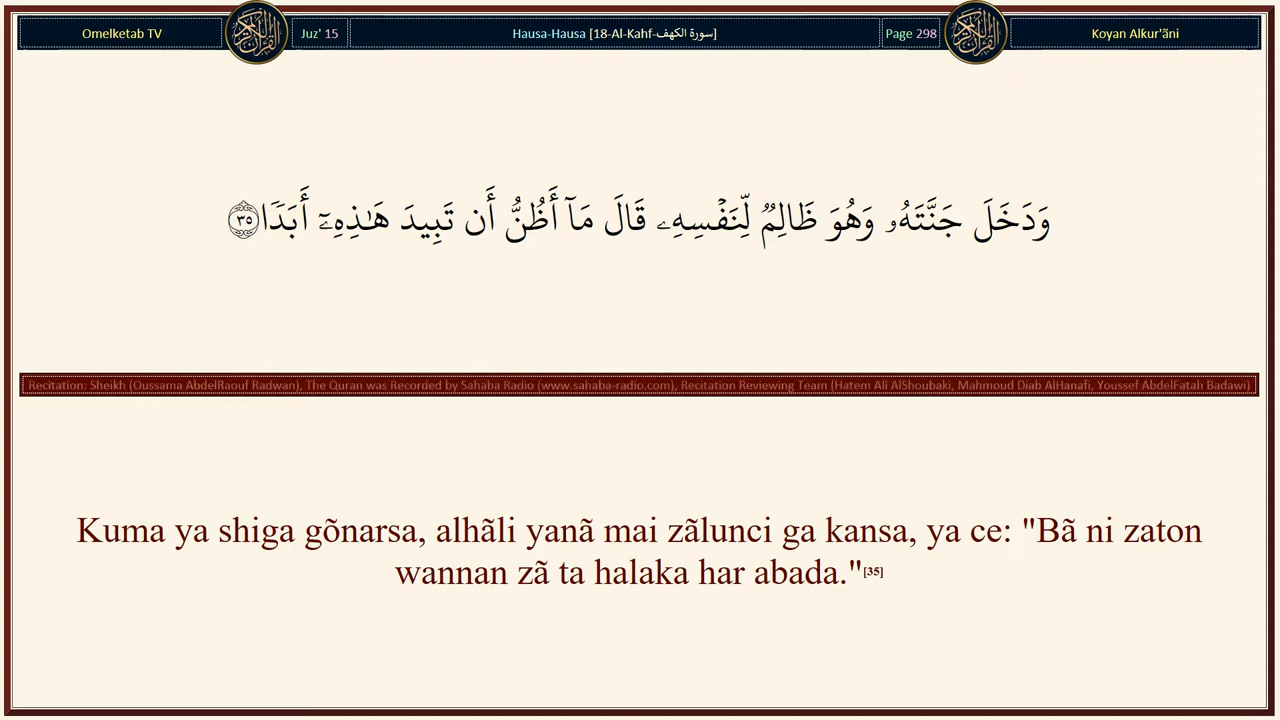 Omelketab TV
Juz' 15
Hausa-Hausa [18-Al-Kahf-سورة الكهف]
Page 298
Koyan Alƙur'ãni
وَدَخَلَ جَنَّتَهُۥ وَهُوَ ظَالِمٌۭ لِّنَفْسِهِۦ قَالَ مَآ أَظُنُّ أَن تَبِيدَ هَـٰذِهِۦٓ أَبَدًۭا ٣٥
Recitation: Sheikh (Oussama AbdelRaouf Radwan), The Quran was Recorded by Sahaba Radio (www.sahaba-radio.com), Recitation Reviewing Team (Hatem Ali AlShoubaki, Mahmoud Diab AlHanafi, Youssef AbdelFatah Badawi)
Kuma ya shiga gõnarsa, alhãli yanã mai zãlunci ga kansa, ya ce: "Bã ni zaton
wannan zã ta halaka har abada."[35]